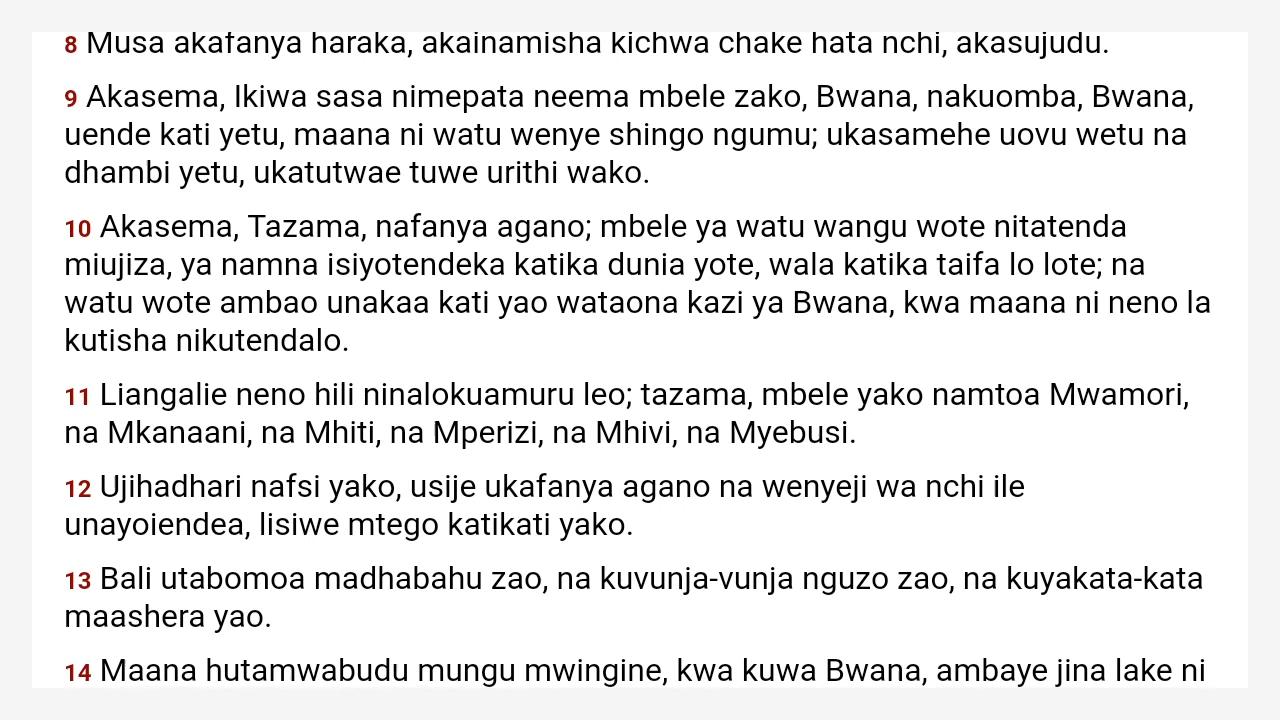 8 Musa akafanya haraka, akainamisha kichwa chake hata nchi, akasujudu.
9 Akasema, Ikiwa sasa nimepata neema mbele zako, Bwana, nakuomba, Bwana,
uende kati yetu, maana ni watu wenye shingo ngumu; ukasamehe uovu wetu na
dhambi yetu, ukatutwae tuwe urithi wako.
10 Akasema, Tazama, nafanya agano; mbele ya watu wangu wote nitatenda
miujiza, ya namna isiyotendeka katika dunia yote, wala katika taifa lo lote; na
watu wote ambao unakaa kati yao wataona kazi ya Bwana, kwa maana ni neno la
kutisha nikutendalo.
11 Liangalie neno hili ninalokuamuru leo; tazama, mbele yako namtoa Mwamori,
na Mkanaani, na Mhiti, na Mperizi, na Mhivi, na Myebusi.
12 Ujihadhari nafsi yako, usije ukafanya agano na wenyeji wa nchi ile
unayoiendea, lisiwe mtego katikati yako.
13 Bali utabomoa madhabahu zao, na kuvunja-vunja nguzo zao, na kuyakata-kata
maashera yao.
14 Maana hutamwabudu mungu mwingine, kwa kuwa Bwana, ambaye jina lake ni